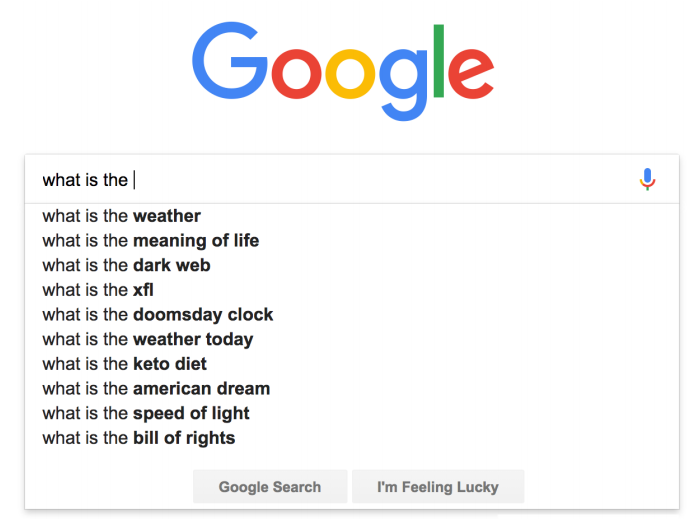 Google
what is the
what is the weather
what is the meaning of life
what is the dark web
what is the xfl
what is the doomsday clock
what is the weather today
what is the keto diet
what is the american dream
what is the speed of light
what is the bill of rights
Google Search I'm Feeling Lucky